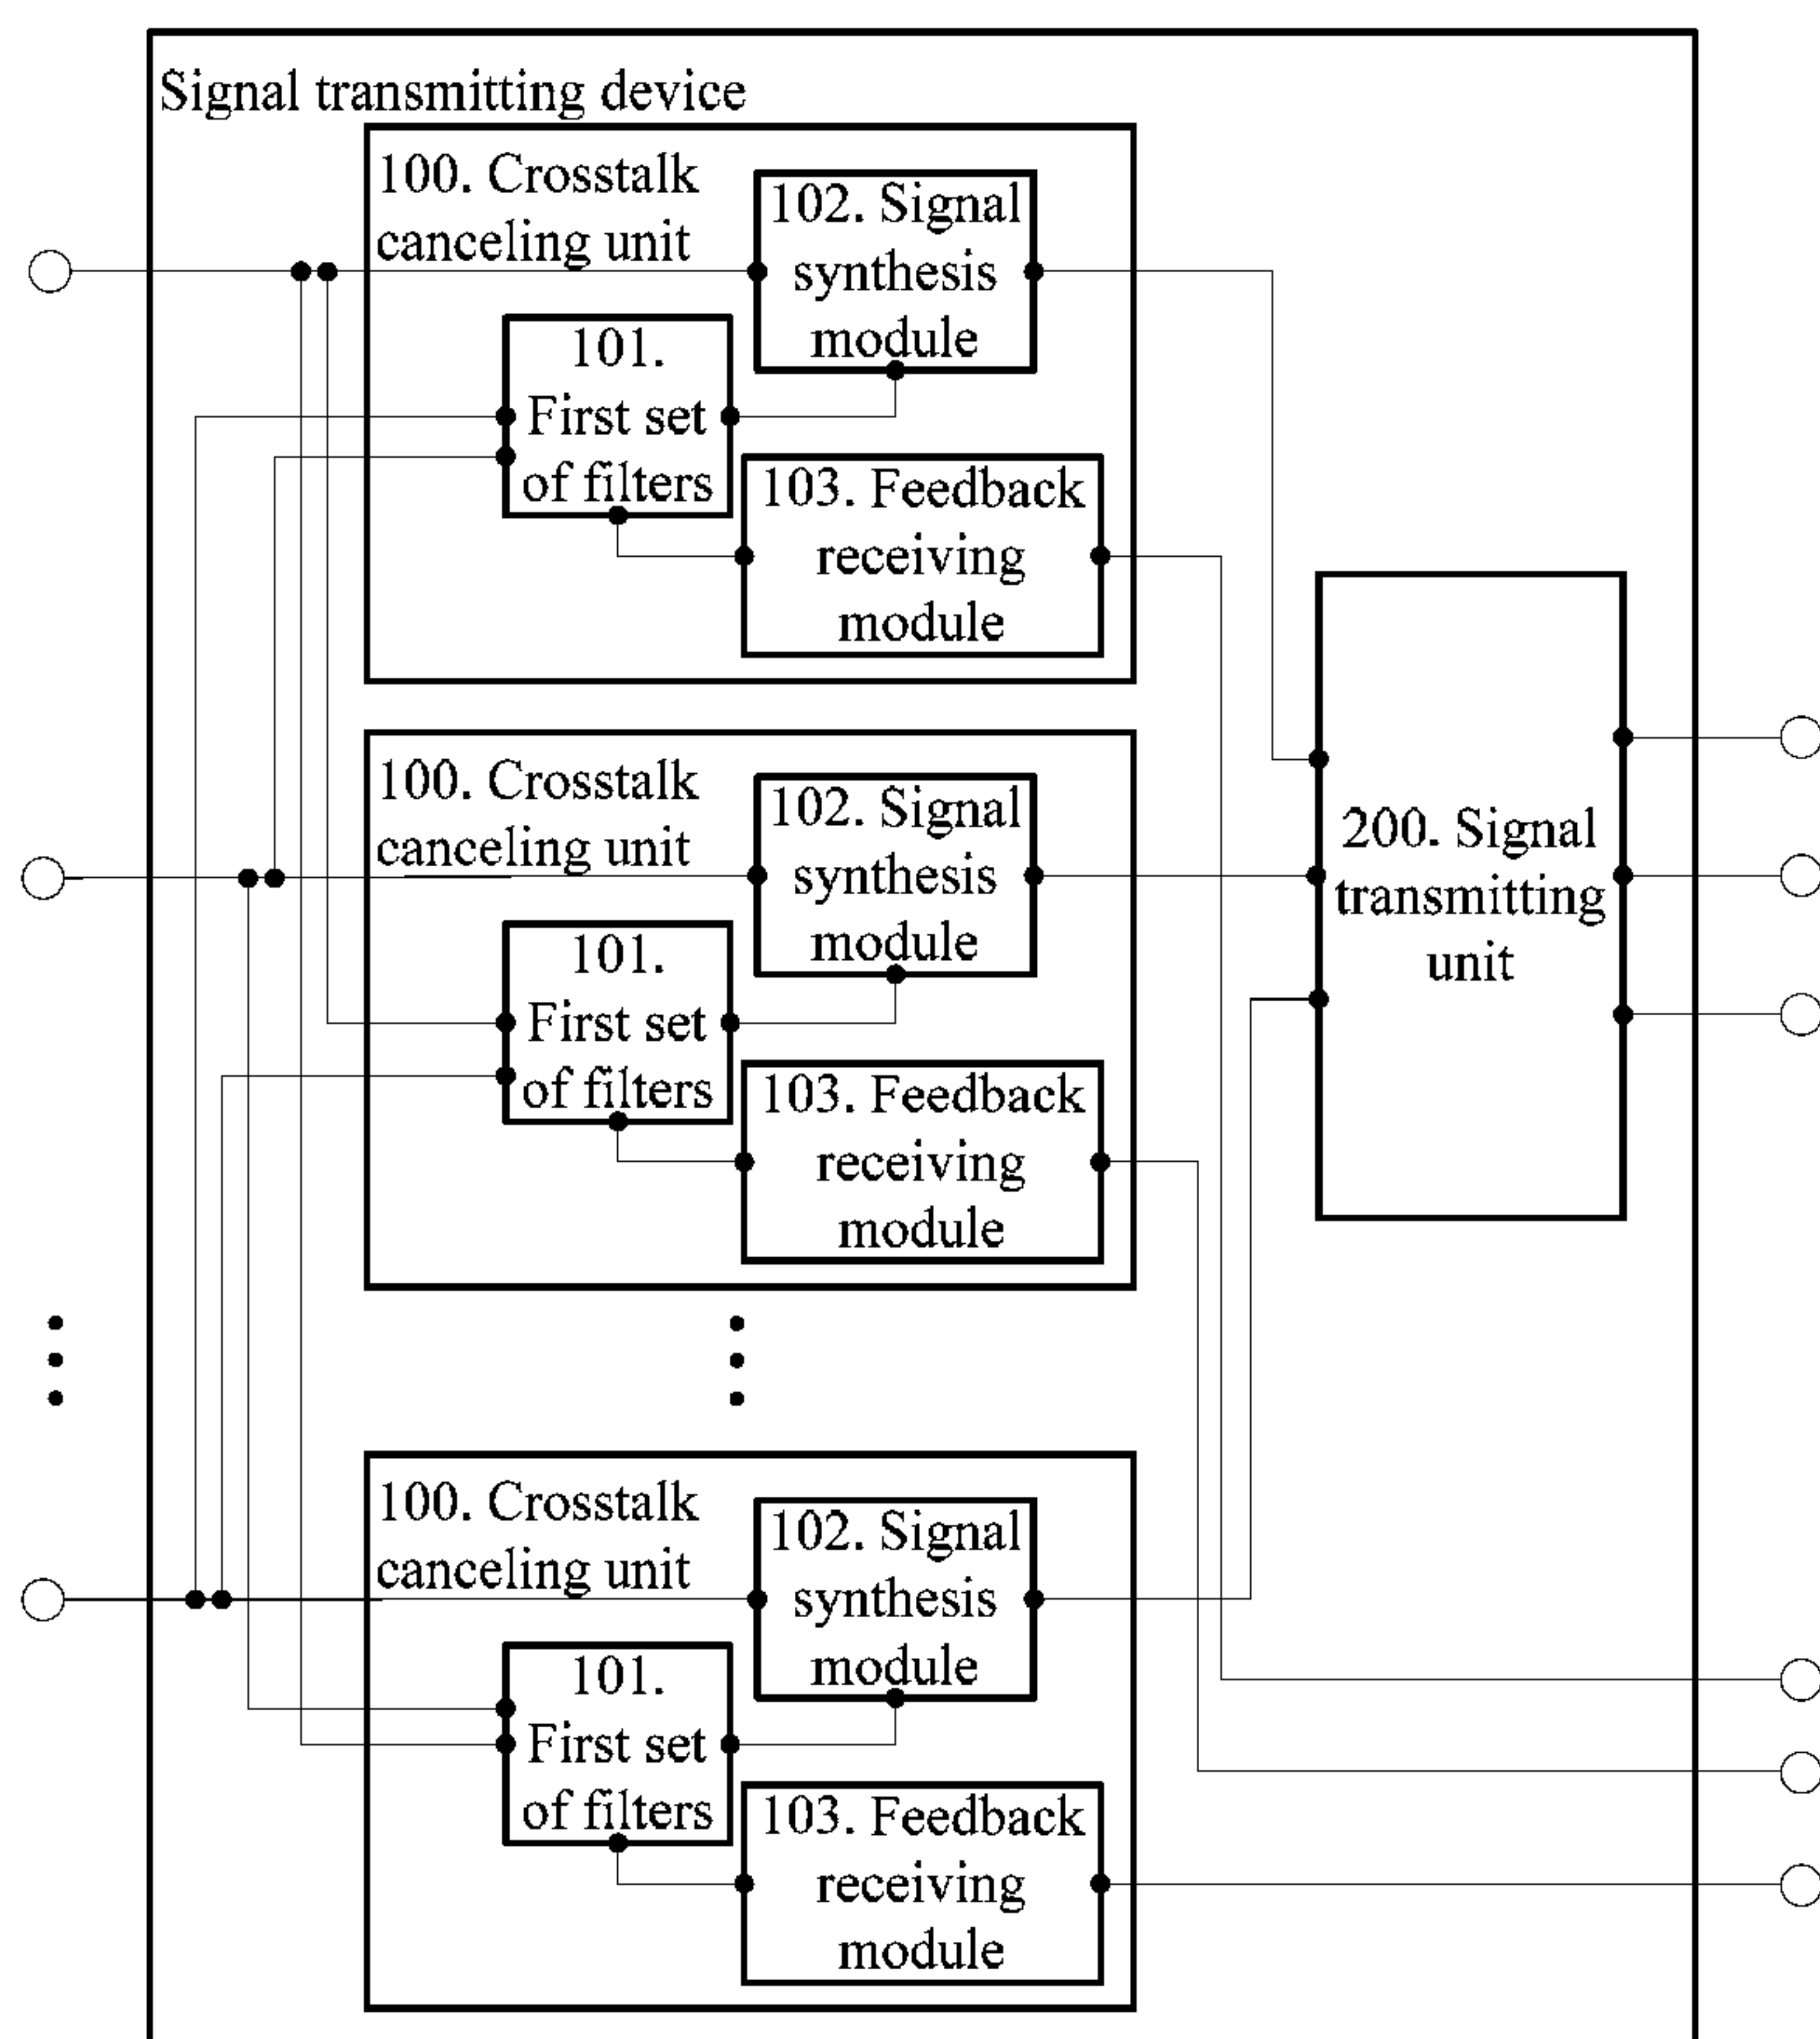 Signal transmitting device
100. Crosstalk
canceling unit
102. Signal
synthesis
module
101.
First set
of filters
103. Feedback
receiving
module
100. Crosstalk
canceling unit
102. Signal
synthesis
module
101.
First set
of filters
103. Feedback
receiving
module
200. Signal
transmitting
unit
100. Crosstalk
canceling unit
102. Signal
synthesis
module
101.
First set
of filters
103. Feedback
receiving
module